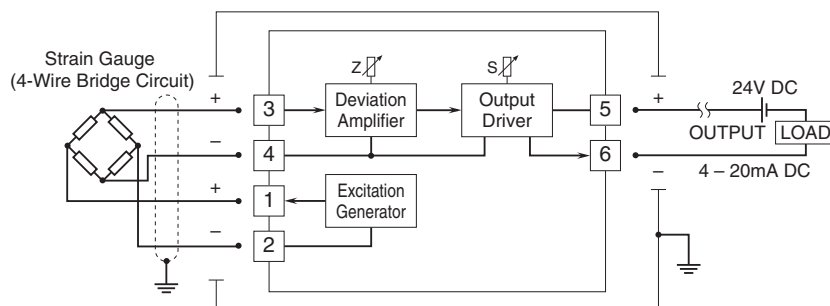 Strain Gauge
(4-Wire Bridge Circuit)
+
3
Z
Deviation
Amplifier
S
Output
Driver
5
+
24V DC
OUTPUT
LOAD
–
4
6
–
4 – 20mA DC
+
1
Excitation
Generator
–
2